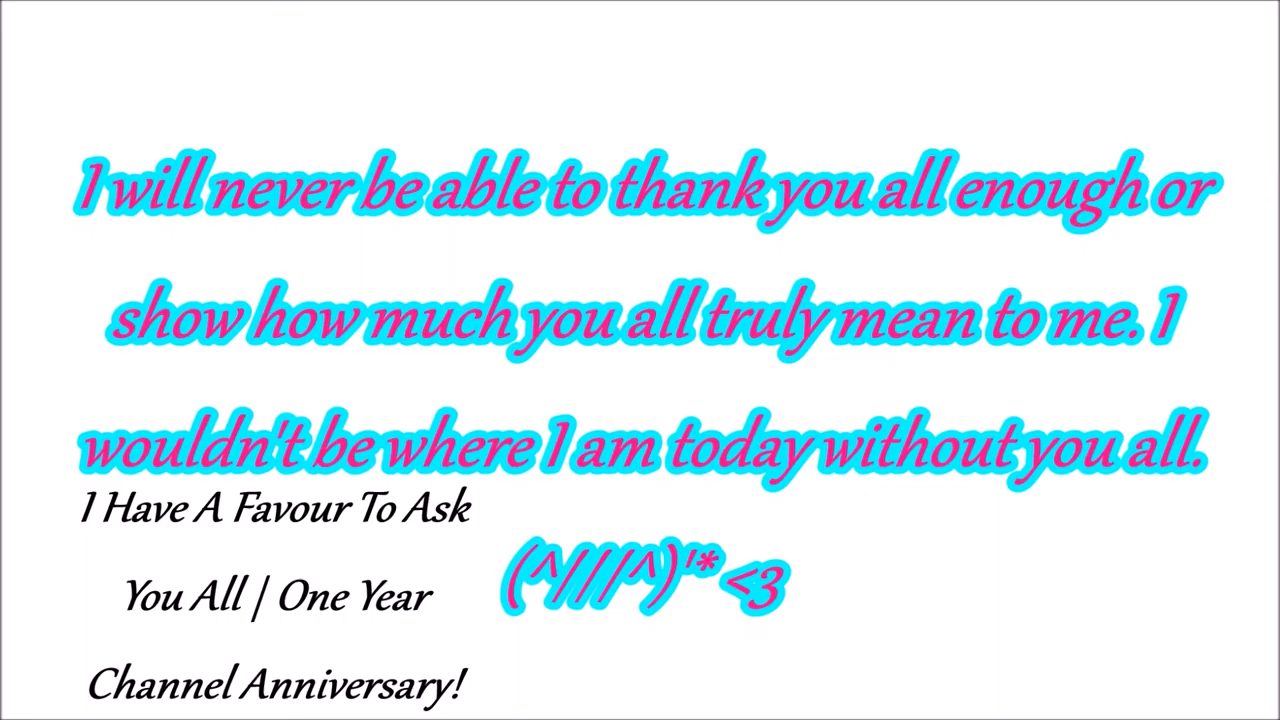 I will never be able to thank you all enough or
show how much you all truly mean to me. I
wouldn't be where I am today without you all.
(^///^)'* <3
I Have A Favour To Ask
You All | One Year
Channel Anniversary!